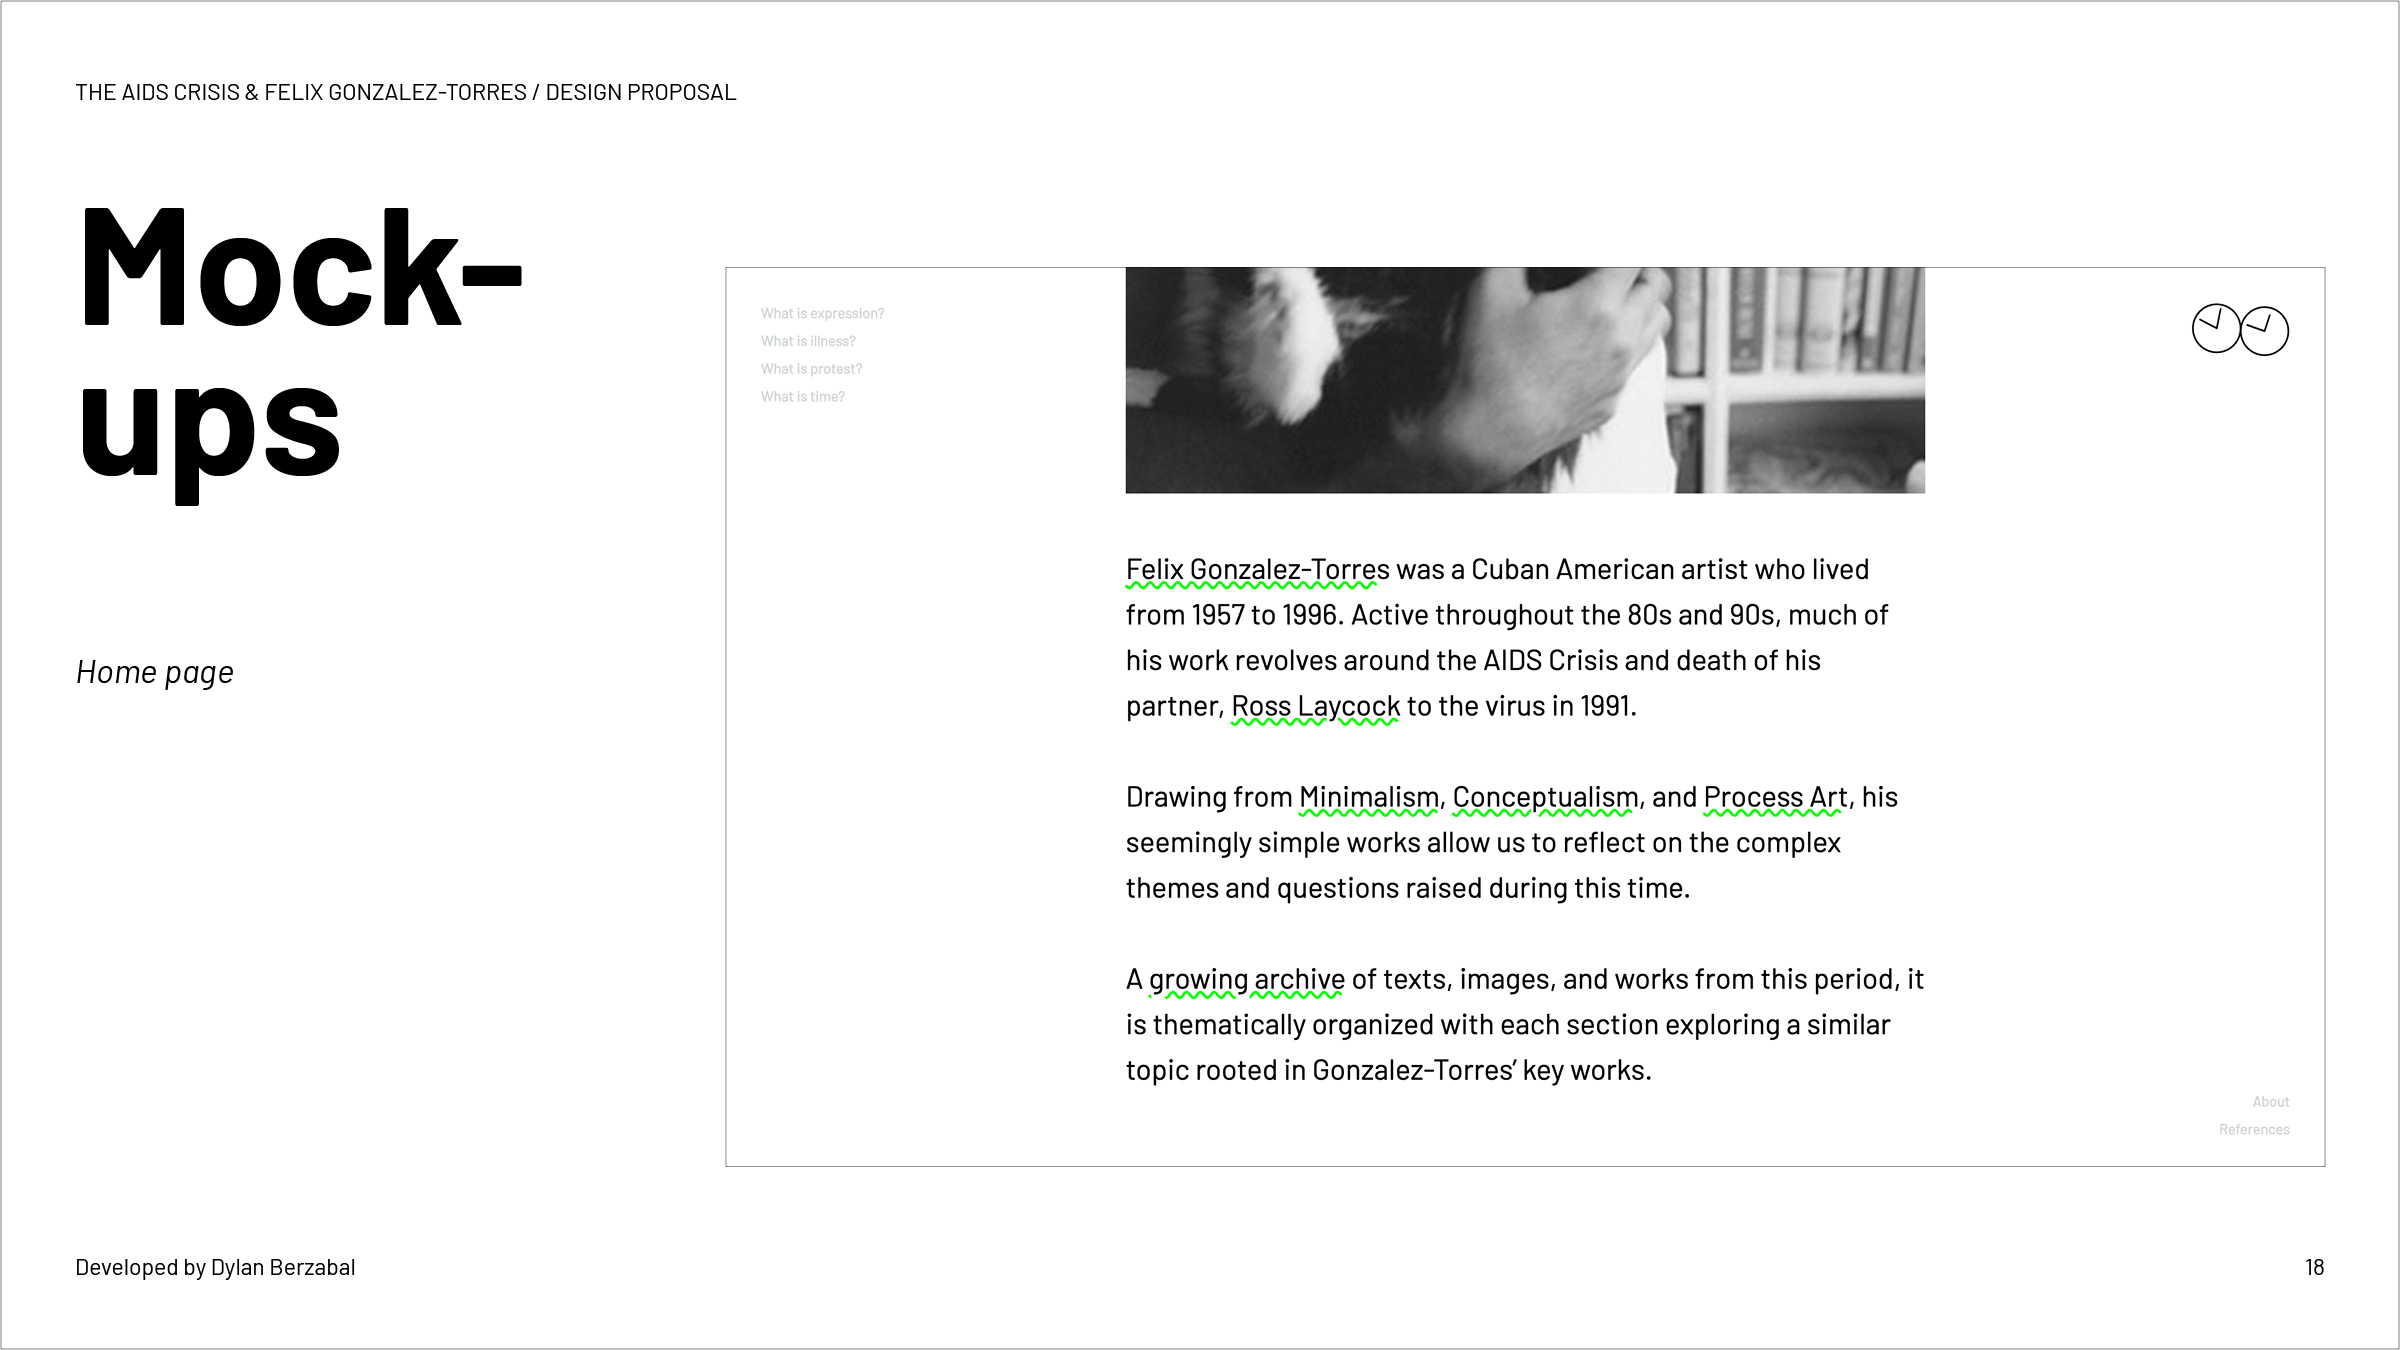 THE AIDS CRISIS & FELIX GONZALEZ-TORRES / DESIGN PROPOSAL
Mock-
ups
Home page
What is expression?
What is illness?
What is protest?
What is time?
Felix Gonzalez-Torres was a Cuban American artist who lived
from 1957 to 1996. Active throughout the 80s and 90s, much of
his work revolves around the AIDS Crisis and death of his
partner, Ross Laycock to the virus in 1991.
Drawing from Minimalism, Conceptualism, and Process Art, his
seemingly simple works allow us to reflect on the complex
themes and questions raised during this time.
A growing archive of texts, images, and works from this period, it
is thematically organized with each section exploring a similar
topic rooted in Gonzalez-Torres’ key works.
About
References
Developed by Dylan Berzabal
18